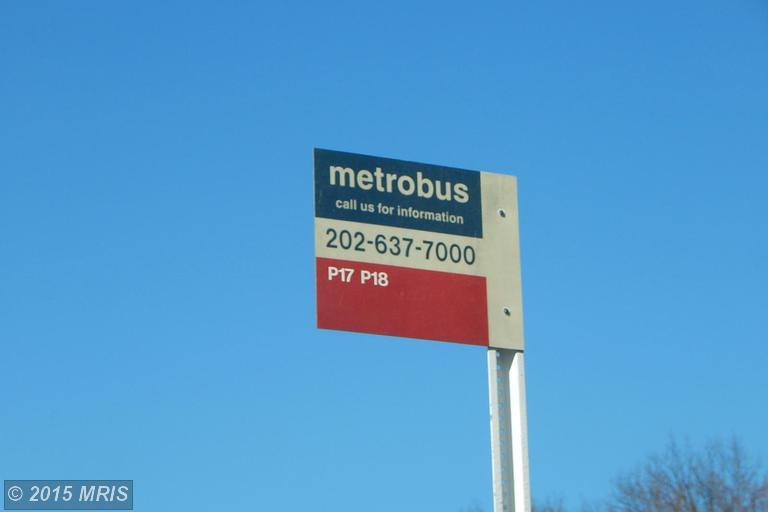 metrobus
call us for information
202-637-7000
P17 P18
© 2015 MRIS